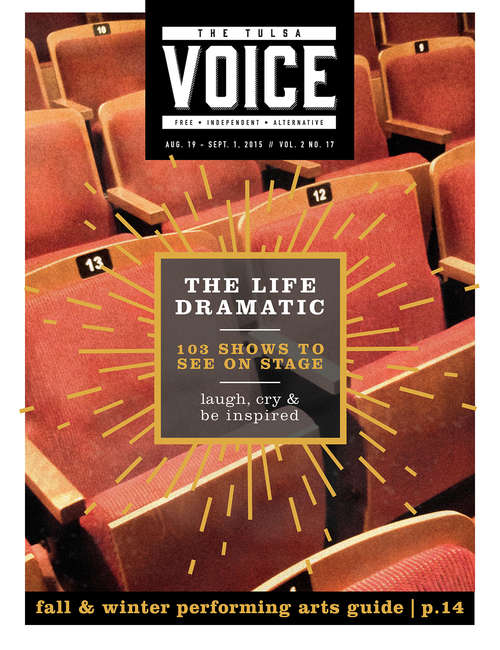 THE TULSA
VOICE
FREE • INDEPENDENT • ALTERNATIVE
AUG. 19 – SEPT. 1, 2015 // VOL. 2 NO. 17
10
9
12
13
THE LIFE
DRAMATIC
103 SHOWS TO
SEE ON STAGE
laugh, cry &
be inspired
fall & winter performing arts guide | p.14